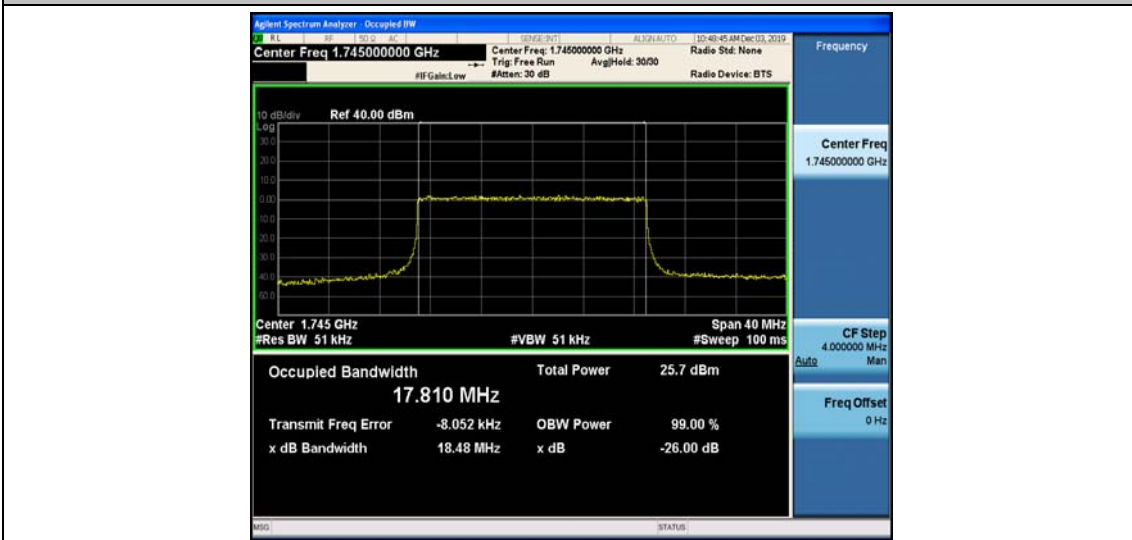 Agilent Spectrum Analyzer - Occupied BW
RL RF 50 Ω AC SENSE:INT ALIGN AUTO 10:48:45 AM Dec 03, 2019
Center Freq 1.745000000 GHz
Center Freq: 1.745000000 GHz
Radio Std: None
Trig: Free Run Avg|Hold: 30/30
#IFGain:Low
#Atten: 30 dB
Radio Device: BTS
Frequency
10 dB/div Ref 40.00 dBm
Log
30.0
20.0
10.0
0.00
10.0
20.0
30.0
40.0
50.0
Center 1.745 GHz Span 40 MHz
#Res BW 51 kHz #VBW 51 kHz #Sweep 100 ms
Occupied Bandwidth Total Power 25.7 dBm
17.810 MHz
Transmit Freq Error -8.052 kHz OBW Power 99.00 %
x dB Bandwidth 18.48 MHz x dB -26.00 dB
Center Freq
1.745000000 GHz
CF Step
4.000000 MHz
Auto Man
Freq Offset
0 Hz
MSG STATUS